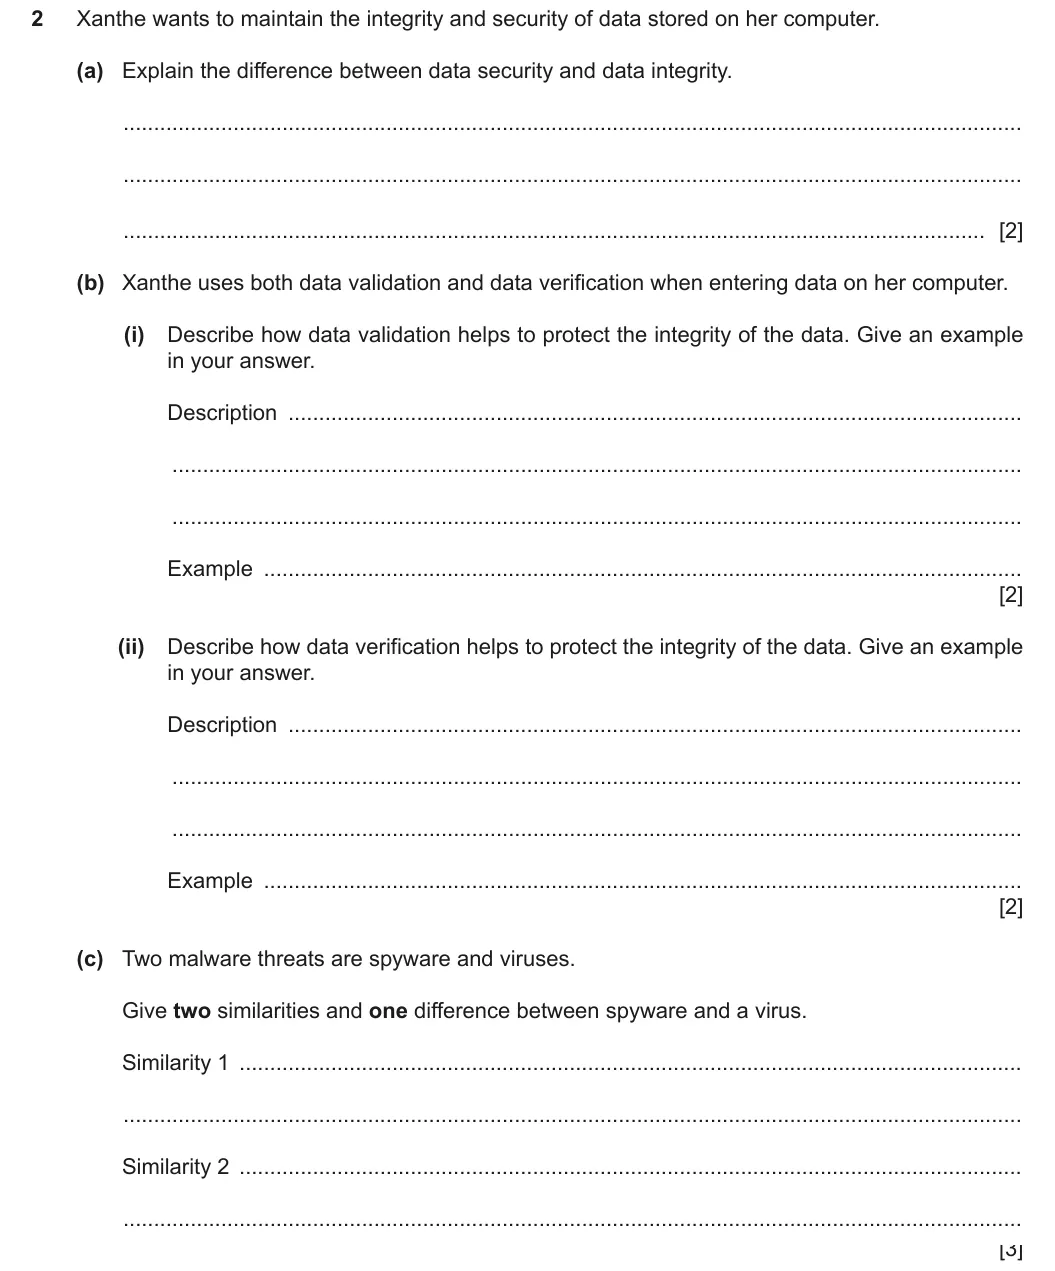 2 Xanthe wants to maintain the integrity and security of data stored on her computer.
(a) Explain the difference between data security and data integrity.
..........
..........
.......... [2]
(b) Xanthe uses both data validation and data verification when entering data on her computer.
(i) Describe how data validation helps to protect the integrity of the data. Give an example
in your answer.
Description ..........
..........
..........
Example ..........
[2]
(ii) Describe how data verification helps to protect the integrity of the data. Give an example
in your answer.
Description ..........
..........
..........
Example ..........
[2]
(c) Two malware threats are spyware and viruses.
Give two similarities and one difference between spyware and a virus.
Similarity 1 ..........
..........
Similarity 2 ..........
..........
[3]